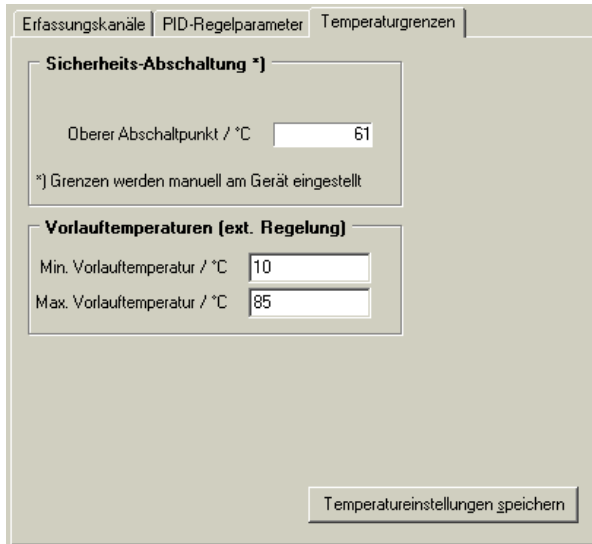 Erfassungskanäle PID-Regelparameter Temperaturgrenzen
Sicherheits-Abschaltung *)
Oberer Abschaltpunkt / °C 61
*) Grenzen werden manuell am Gerät eingestellt
Vorlauftemperaturen (ext. Regelung)
Min. Vorlauftemperatur / °C 10
Max. Vorlauftemperatur / °C 85
Temperatureinstellungen speichern